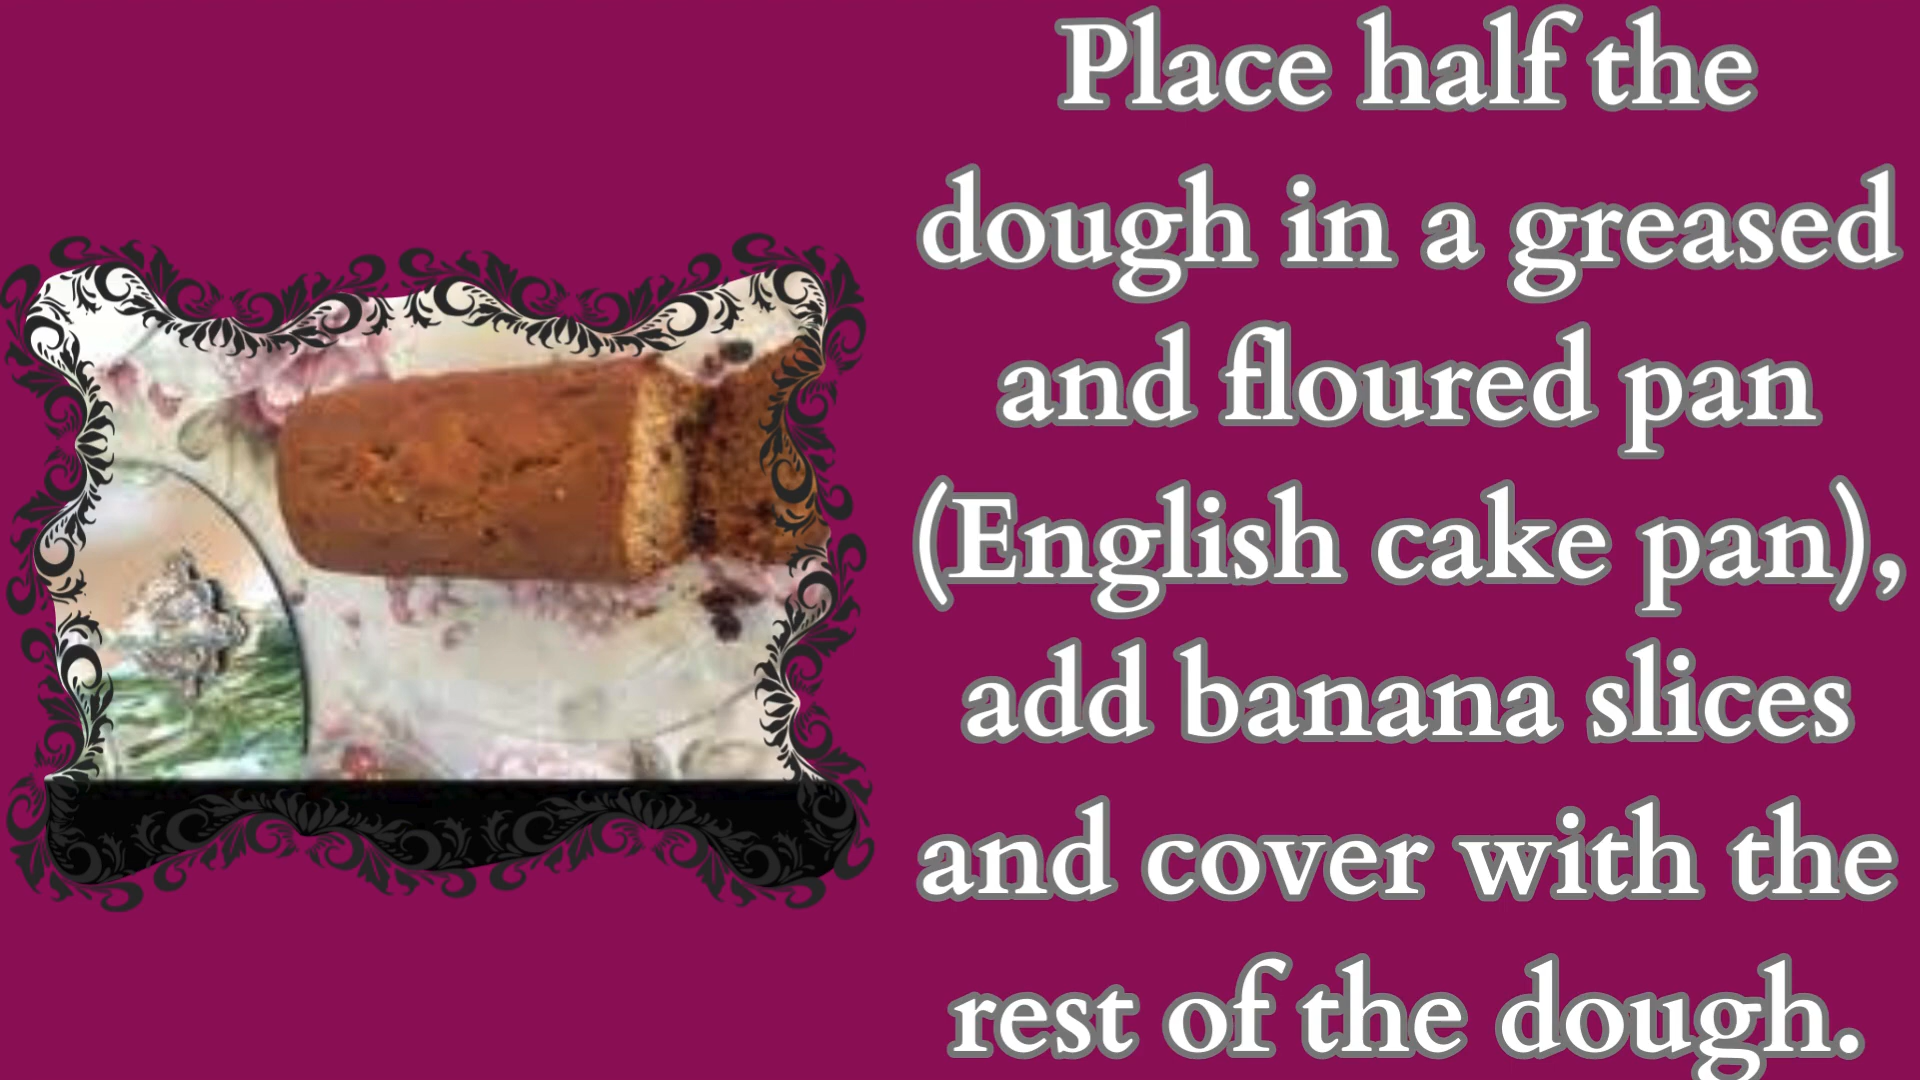 Place half the
dough in a greased
and floured pan
(English cake pan),
add banana slices
and cover with the
rest of the dough.